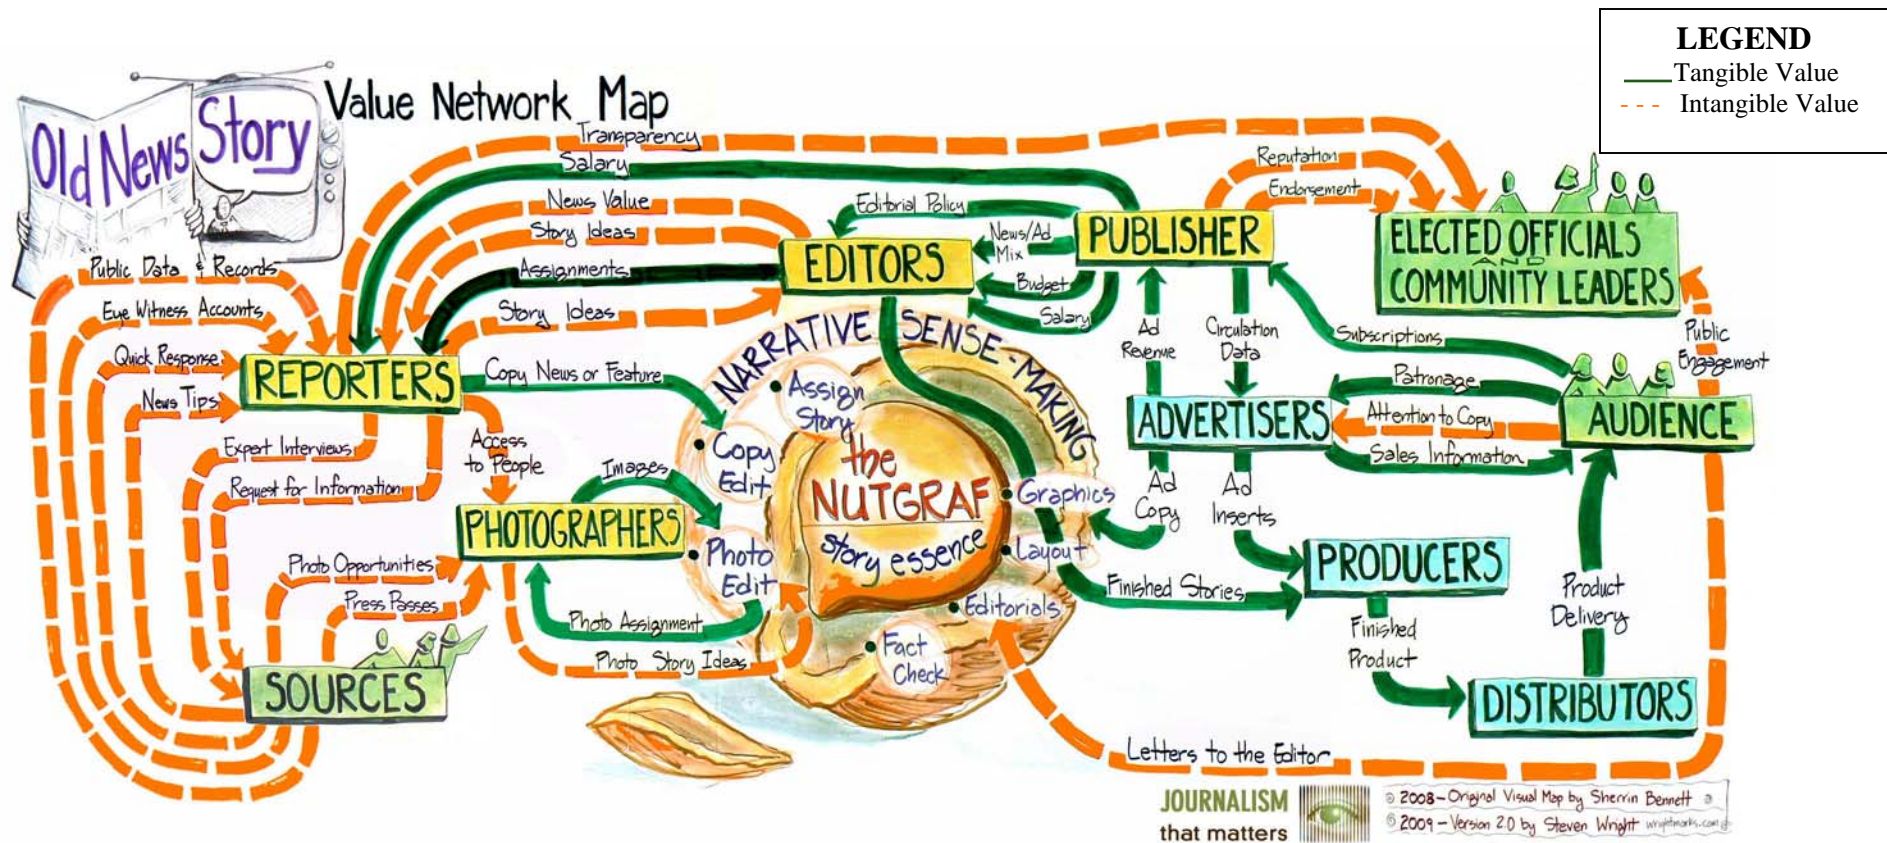 LEGEND
Tangible Value
Intangible Value
Old News
Story
Value Network Map
Transparency
Salary
News Value
Story Ideas
Assignments
Story Ideas
Public Data & Records
Eye Witness Accounts
Quick Response
News Tips
REPORTERS
Copy News or Feature
Expert Interviews
Request for Information
Access
to People
Images
PHOTOGRAPHERS
Photo Opportunities
Press Passes
Photo Assignment
Photo Story Ideas
SOURCES
EDITORS
Editorial Policy
News/Ad
Mix
Budget
Salary
PUBLISHER
Reputation
Endorsement
ELECTED OFFICIALS
AND
COMMUNITY LEADERS
NARRATIVE SENSE-MAKING
Assign
Story
Copy
Edit
Photo
Edit
the
NUTGRAF
story essence
Graphics
Layout
Editorials
Fact
Check
Ad
Revenue
Circulation
Data
Subscriptions
Patronage
Attention to Copy
Sales Information
Public
Engagement
ADVERTISERS
AUDIENCE
Ad
Copy
Ad
Inserts
PRODUCERS
Finished Stories
Finished
Product
Product
Delivery
DISTRIBUTORS
Letters to the Editor
JOURNALISM
that matters
© 2008 - Original Visual Map by Sherrin Bennett
© 2009 - Version 2.0 by Steven Wright wrightmarks.com